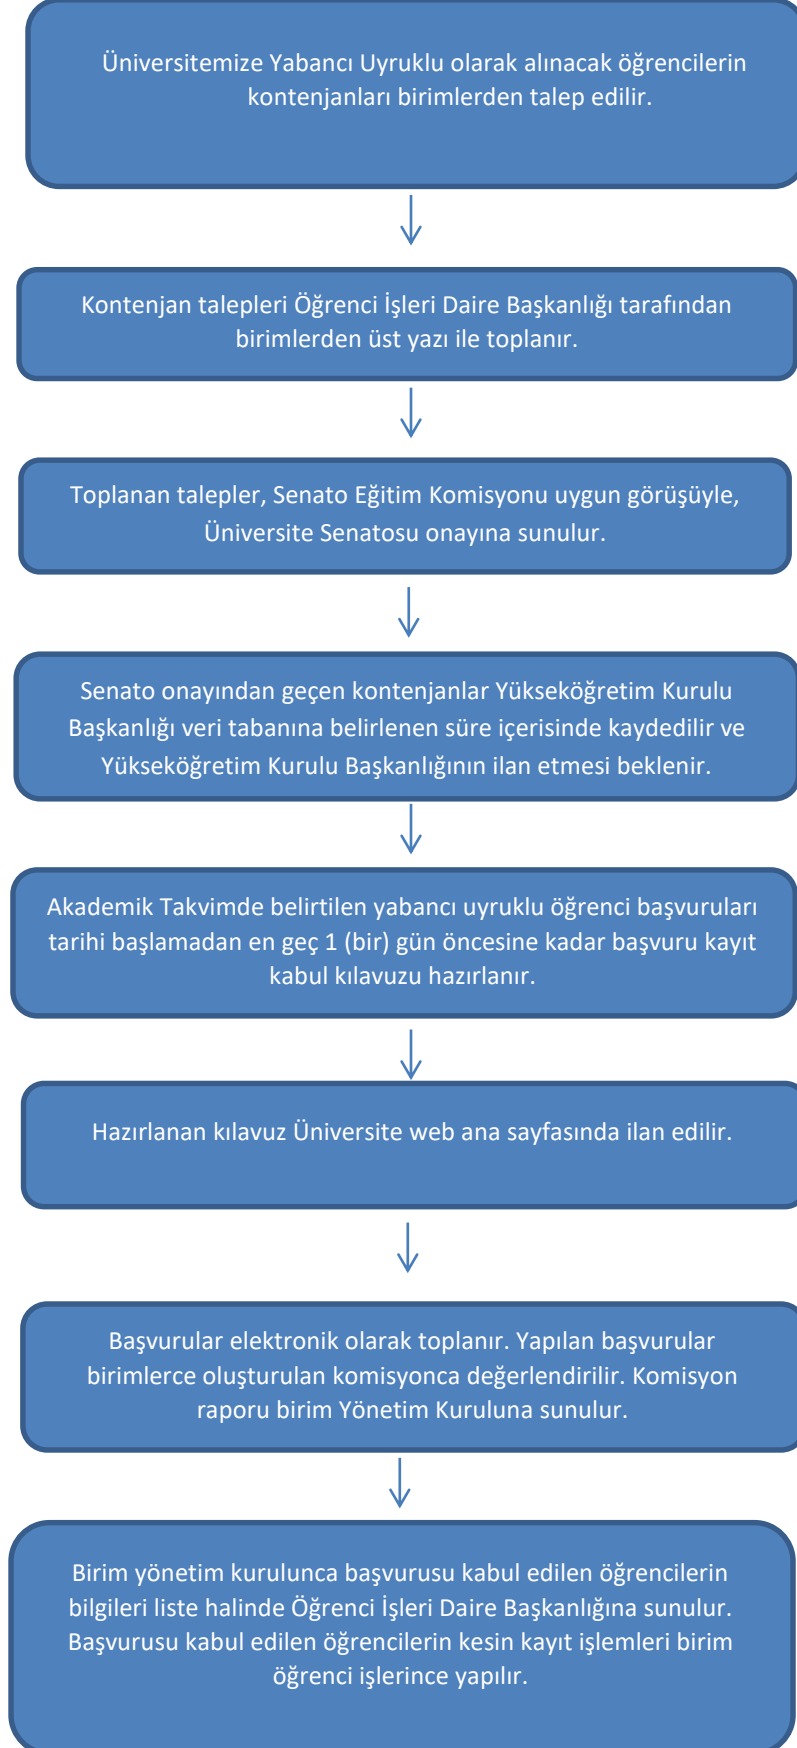 Üniversitemize Yabancı Uyruklu olarak alınacak öğrencilerin
kontenjanları birimlerden talep edilir.
Kontenjan talepleri Öğrenci İşleri Daire Başkanlığı tarafından
birimlerden üst yazı ile toplanır.
Toplanan talepler, Senato Eğitim Komisyonu uygun görüşüyle,
Üniversite Senatosu onayına sunulur.
Senato onayından geçen kontenjanlar Yükseköğretim Kurulu
Başkanlığı veri tabanına belirlenen süre içerisinde kaydedilir ve
Yükseköğretim Kurulu Başkanlığının ilan etmesi beklenir.
Akademik Takvimde belirtilen yabancı uyruklu öğrenci başvuruları
tarihi başlamadan en geç 1 (bir) gün öncesine kadar başvuru kayıt
kabul kılavuzu hazırlanır.
Hazırlanan kılavuz Üniversite web ana sayfasında ilan edilir.
Başvurular elektronik olarak toplanır. Yapılan başvurular
birimlerce oluşturulan komisyonca değerlendirilir. Komisyon
raporu birim Yönetim Kuruluna sunulur.
Birim yönetim kurulunca başvurusu kabul edilen öğrencilerin
bilgileri liste halinde Öğrenci İşleri Daire Başkanlığına sunulur.
Başvurusu kabul edilen öğrencilerin kesin kayıt işlemleri birim
öğrenci işlerince yapılır.